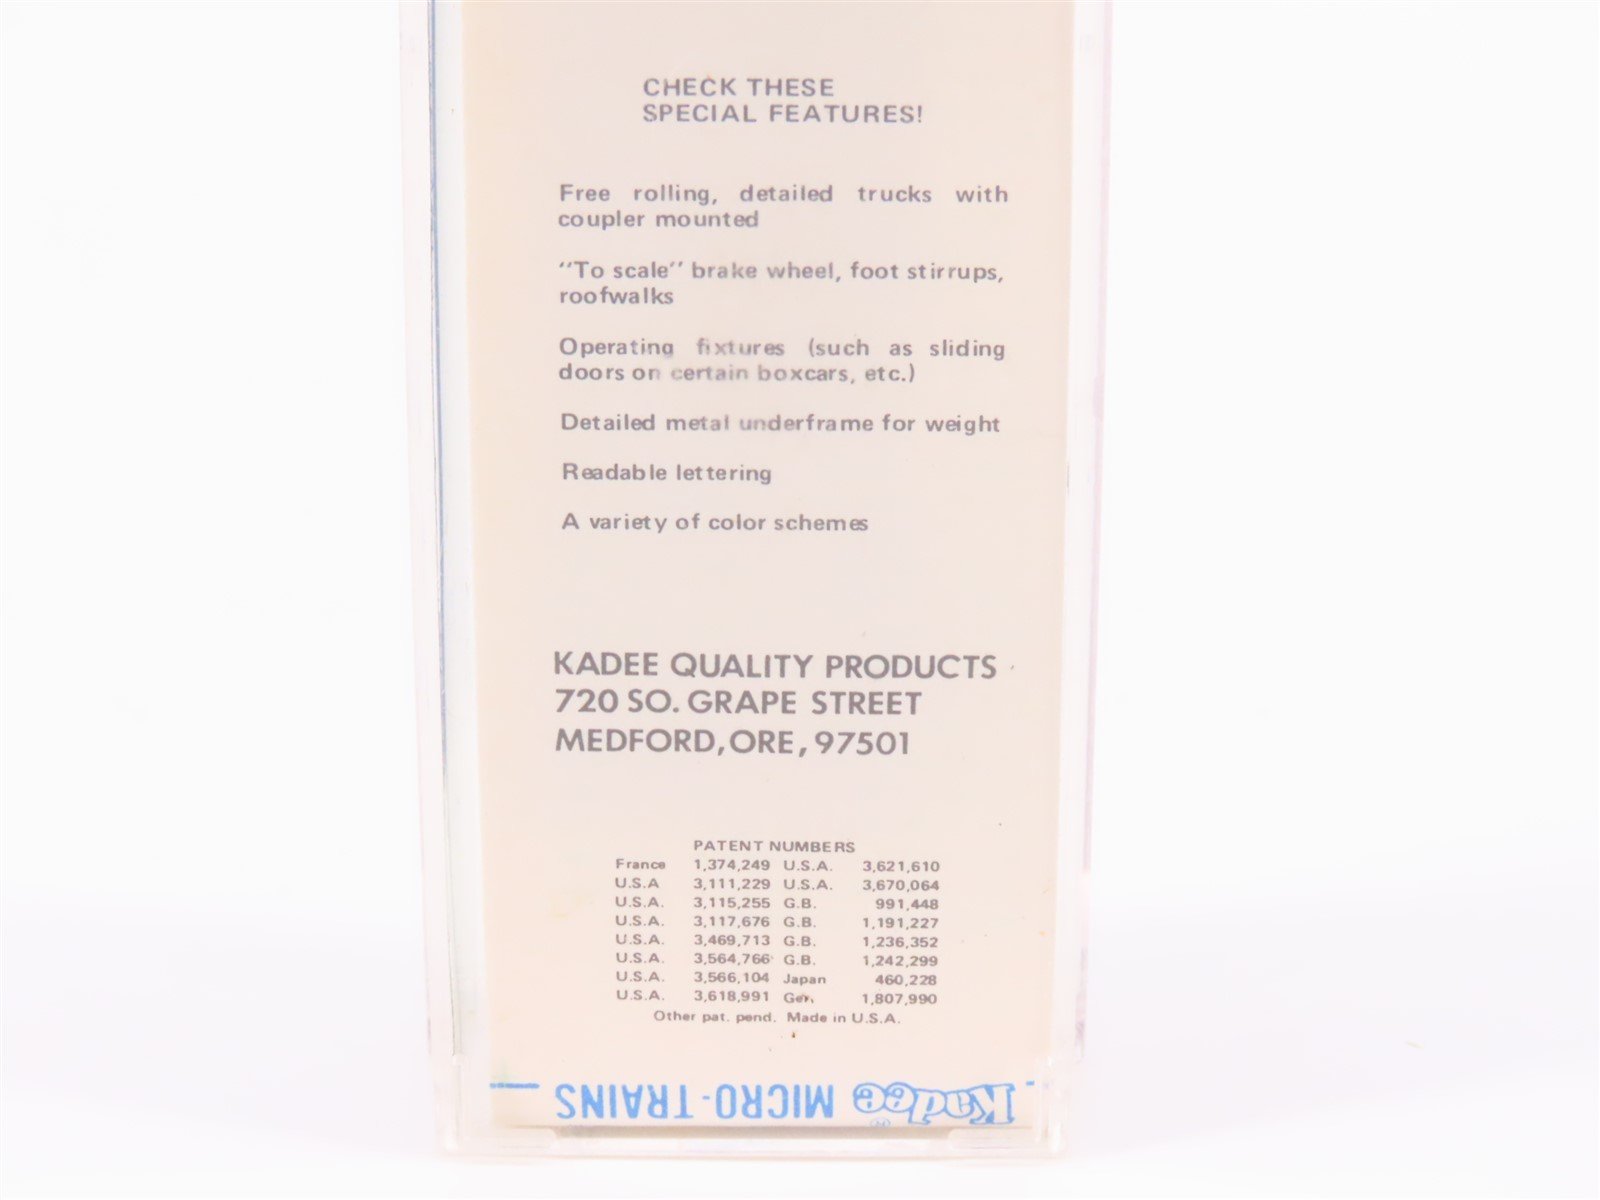 CHECK THESE
SPECIAL FEATURES!
Free rolling, detailed trucks with
coupler mounted
"To scale" brake wheel, foot stirrups,
roofwalks
Operating fixtures (such as sliding
doors on certain boxcars, etc.)
Detailed metal underframe for weight
Readable lettering
A variety of color schemes
KADEE QUALITY PRODUCTS
720 SO. GRAPE STREET
MEDFORD, ORE, 97501
PATENT NUMBERS
France 1,374,249 U.S.A. 3,621,610
U.S.A 3,111,229 U.S.A. 3,670,064
U.S.A. 3,115,255 G.B. 991,448
U.S.A. 3,117,676 G.B. 1,191,227
U.S.A. 3,469,713 G.B. 1,236,352
U.S.A. 3,564,766 G.B. 1,242,299
U.S.A. 3,566,104 Japan 460,228
U.S.A. 3,618,991 Ger. 1,807,990
Other pat. pend. Made in U.S.A.
Kadee ® MICRO-TRAINS